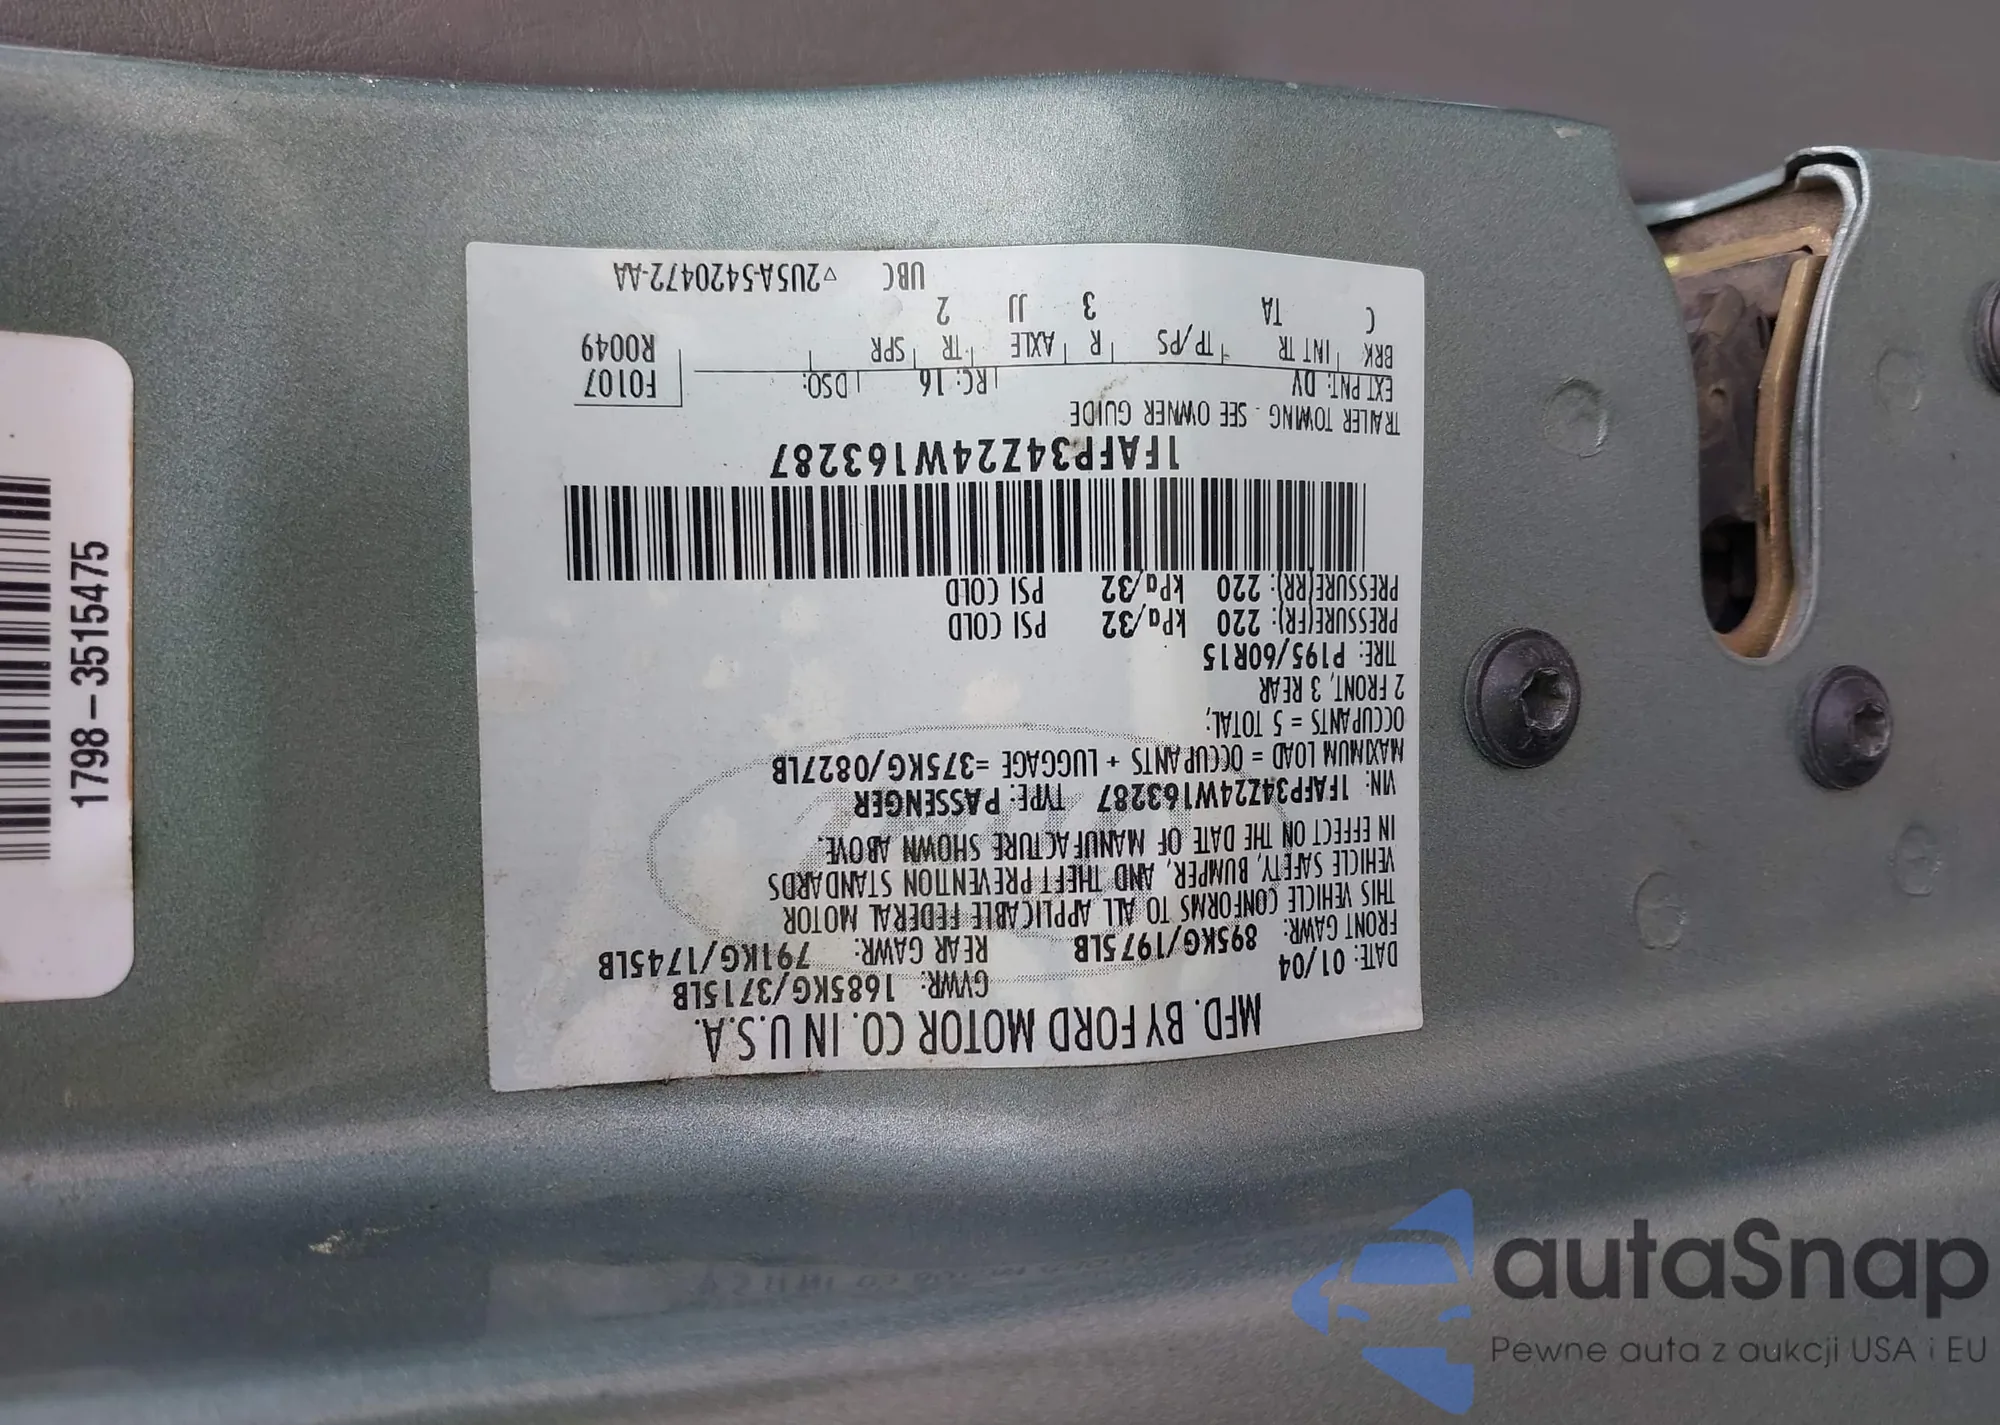 MFD. BY FORD MOTOR CO. IN U.S.A.
DATE: 01/04 GVWR: 1685KG/3715LB
FRONT GAWR: 895KG/1975LB REAR GAWR: 791KG/1745LB
THIS VEHICLE CONFORMS TO ALL APPLICABLE FEDERAL MOTOR
VEHICLE SAFETY, BUMPER, AND THEFT PREVENTION STANDARDS
IN EFFECT ON THE DATE OF MANUFACTURE SHOWN ABOVE.
VIN: 1FAFP34Z24W163287 TYPE: PASSENGER
MAXIMUM LOAD = OCCUPANTS + LUGGAGE =375KG/0827LB
OCCUPANTS = 5 TOTAL;
2 FRONT, 3 REAR
TIRE: P195/60R15
PRESSURE(FR): 220 kPa/32 PSI COLD
PRESSURE(RR): 220 kPa/32 PSI COLD
1FAFP34Z24W163287
TRAILER TOWING - SEE OWNER GUIDE
EXT PNT: DV RC: 16 DSO: F0107
BRK INT TR TP/PS R AXLE TR SPR R0049
C TA 3 JJ 2
UBC ▽2U5A-5420472-AA
1798-3515475
autaSnap
Pewne auta z aukcji USA i EU